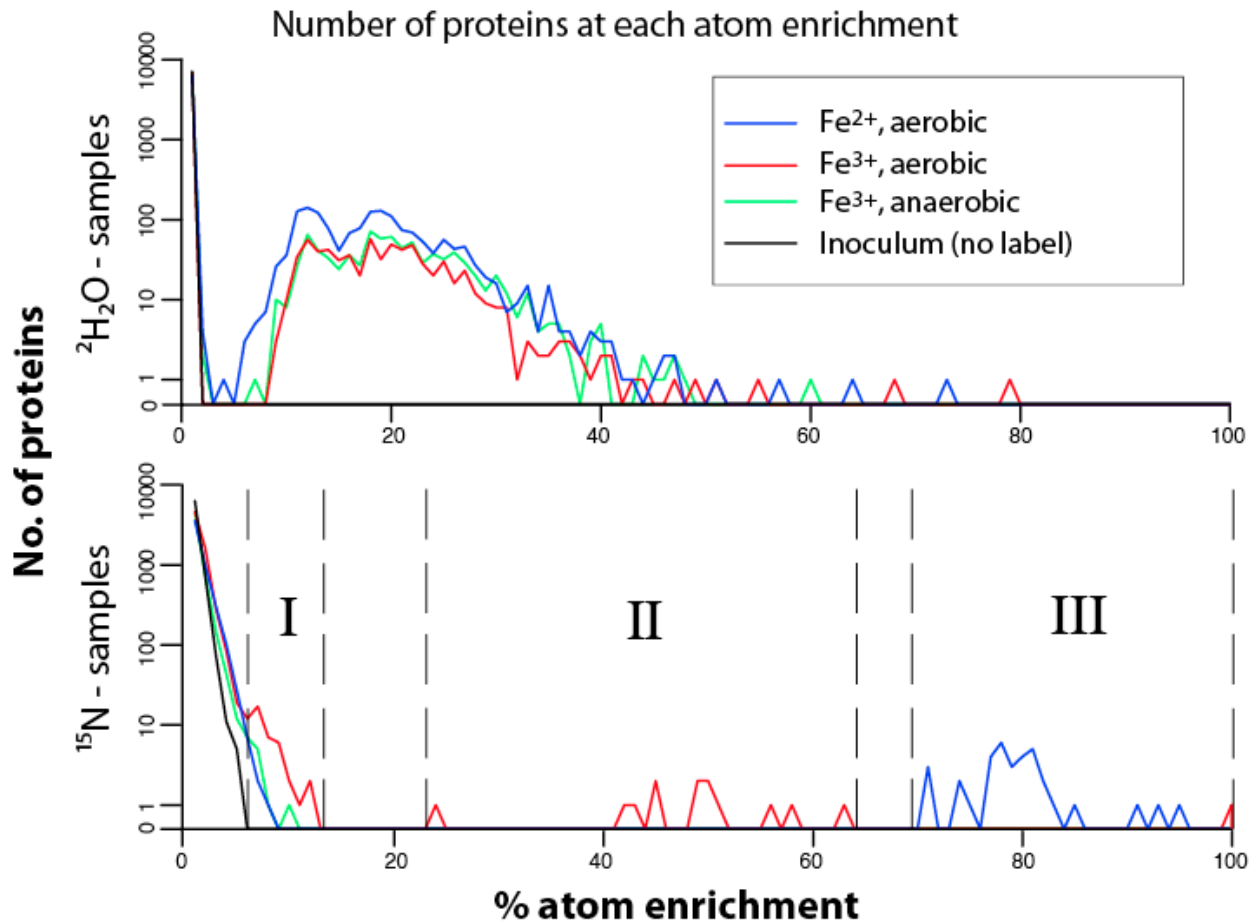 Number of proteins at each atom enrichment
No. of proteins
²H₂O - samples
10000
1000
100
10
1
0
Fe²⁺, aerobic
Fe³⁺, aerobic
Fe³⁺, anaerobic
Inoculum (no label)
0 20 40 60 80 100
¹⁵N - samples
10000
1000
100
10
1
0
I II III
0 20 40 60 80 100
% atom enrichment